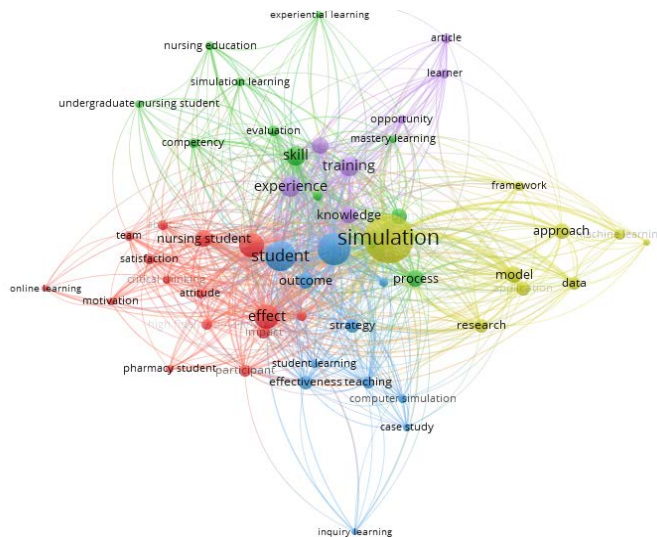 experiential learning
article
nursing education
learner
simulation learning
undergraduate nursing student
opportunity
evaluation
mastery learning
competency
skill
training
experience
framework
knowledge
team
nursing student
simulation
approach
machine learning
satisfaction
student
critical thinking
outcome
process
model
data
application
online learning
motivation
attitude
effect
strategy
research
impact
student learning
pharmacy student
participant
effectiveness teaching
computer simulation
case study
inquiry learning